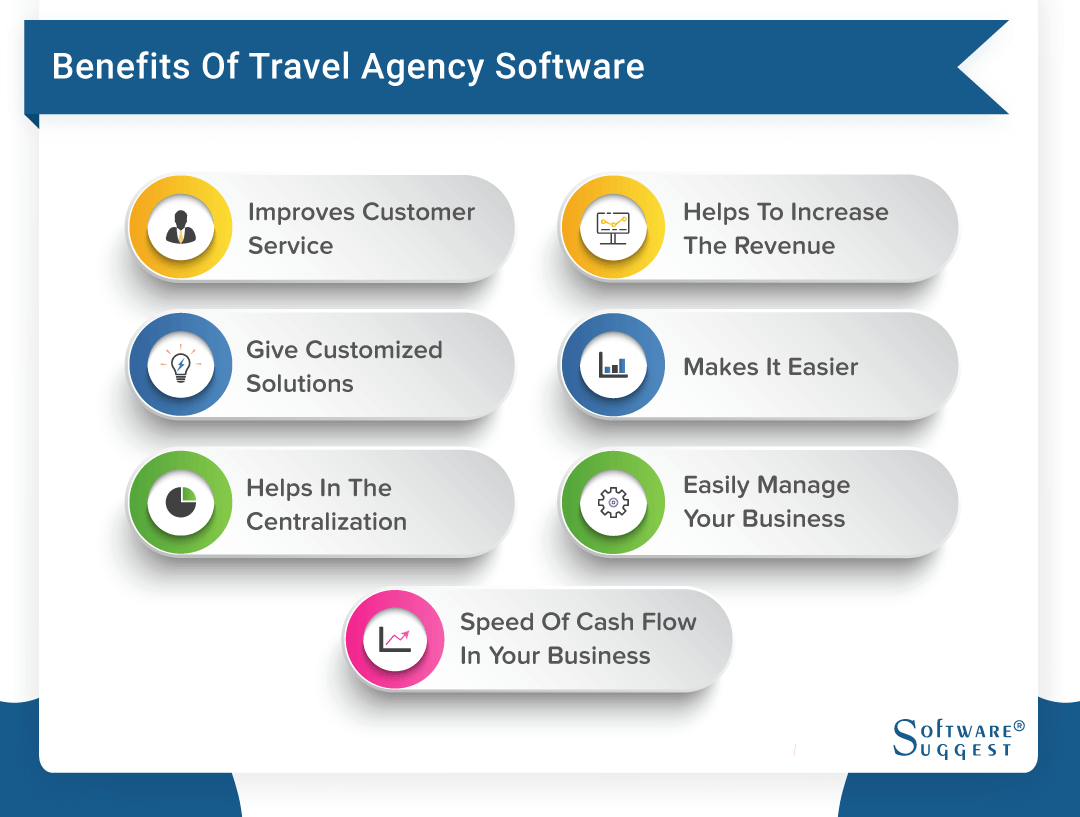 Benefits Of Travel Agency Software
Improves Customer
Service
Helps To Increase
The Revenue
Give Customized
Solutions
Makes It Easier
Helps In The
Centralization
Easily Manage
Your Business
Speed Of Cash Flow
In Your Business
SOFTWARE®
SUGGEST